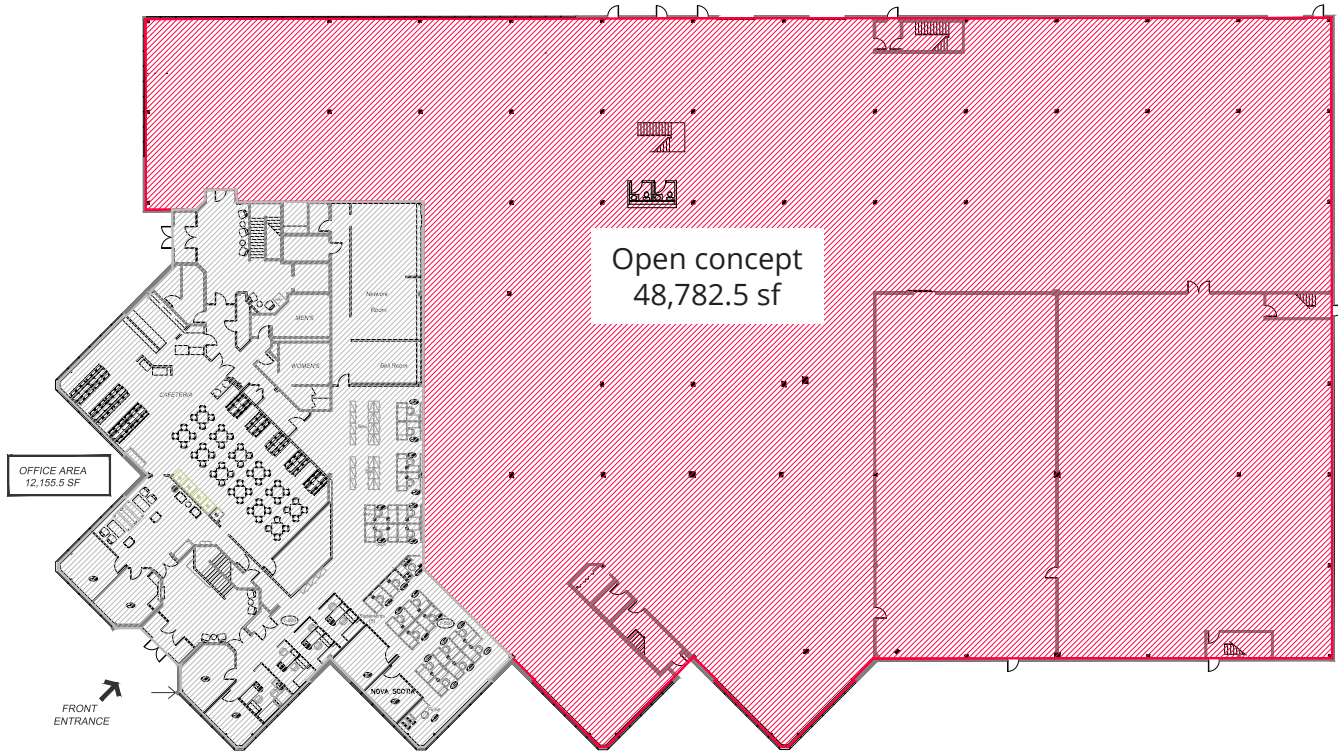 Open concept
48,782.5 sf
Network
Room
MEN'S
WOMEN'S
Bell Room
CAFETERIA
OFFICE AREA
12,155.5 SF
NOVA SCOTIA
FRONT
ENTRANCE